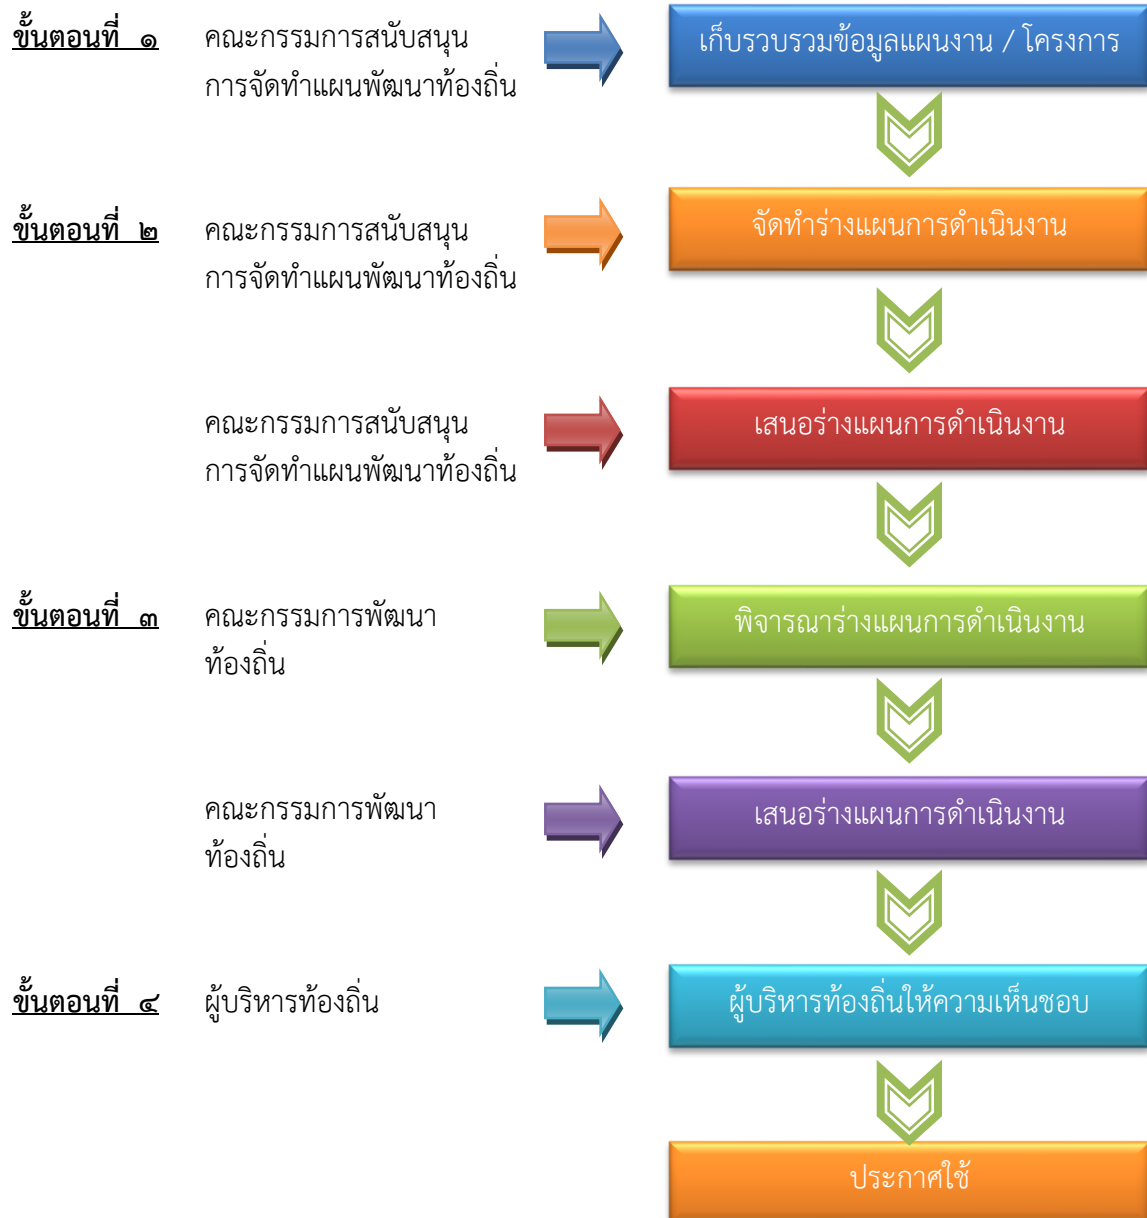 ขั้นตอนที่ ๑ คณะกรรมการสนับสนุน
การจัดทำแผนพัฒนาท้องถิ่น
เก็บรวบรวมข้อมูลแผนงาน / โครงการ
ขั้นตอนที่ ๒ คณะกรรมการสนับสนุน
การจัดทำแผนพัฒนาท้องถิ่น
จัดทำร่างแผนการดำเนินงาน
คณะกรรมการสนับสนุน
การจัดทำแผนพัฒนาท้องถิ่น
เสนอร่างแผนการดำเนินงาน
ขั้นตอนที่ ๓ คณะกรรมการพัฒนา
ท้องถิ่น
พิจารณาร่างแผนการดำเนินงาน
คณะกรรมการพัฒนา
ท้องถิ่น
เสนอร่างแผนการดำเนินงาน
ขั้นตอนที่ ๔ ผู้บริหารท้องถิ่น
ผู้บริหารท้องถิ่นให้ความเห็นชอบ
ประกาศใช้